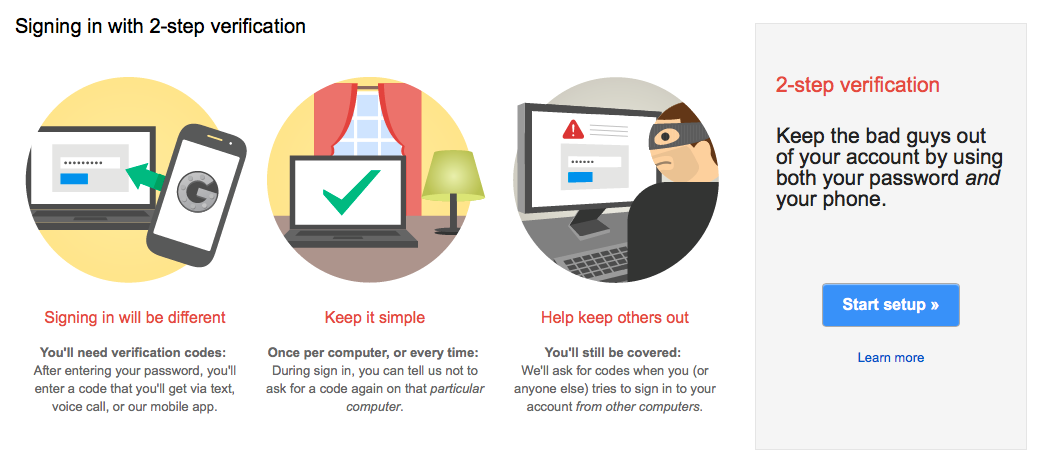 Signing in with 2-step verification
Signing in will be different
You'll need verification codes:
After entering your password, you'll
enter a code that you'll get via text,
voice call, or our mobile app.
Keep it simple
Once per computer, or every time:
During sign in, you can tell us not to
ask for a code again on that particular
computer.
Help keep others out
You'll still be covered:
We'll ask for codes when you (or
anyone else) tries to sign in to your
account from other computers.
2-step verification
Keep the bad guys out
of your account by using
both your password and
your phone.
Start setup »
Learn more